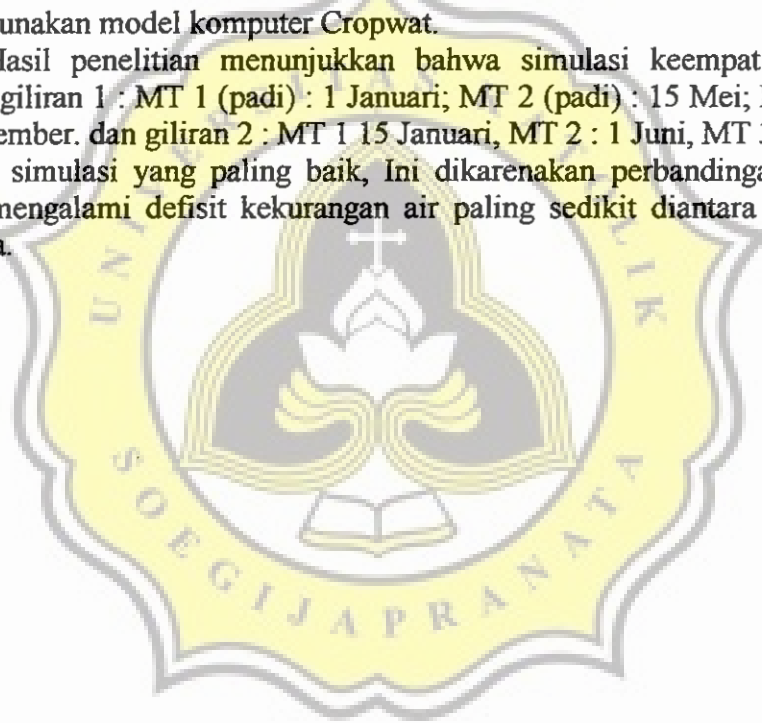 unakan model komputer Cropwat.
Hasil penelitian menunjukkan bahwa simulasi keempat
giliran 1 : MT 1 (padi) : 1 Januari; MT 2 (padi) : 15 Mei;
ember. dan giliran 2 : MT 1 15 Januari, MT 2 : 1 Juni, MT
simulasi yang paling baik, Ini dikarenakan perbandinga
mengalami defisit kekurangan air paling sedikit diantara
a.
UNIVERSITAS KATOLIK
SOEGIJAPRANATA